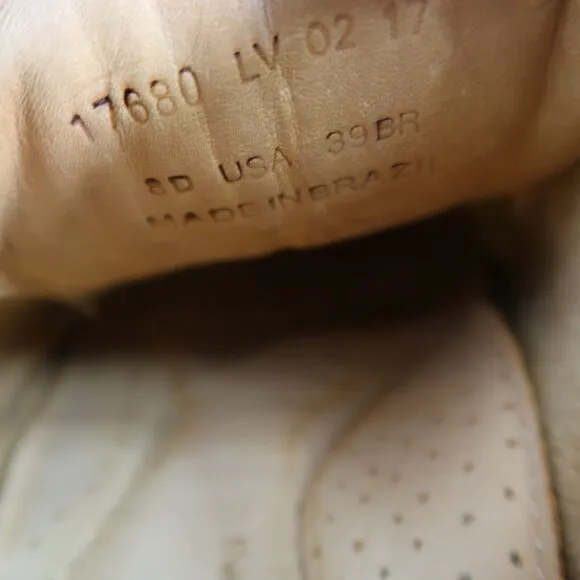 17680 LV 02 17
8D USA 39BR
MADE IN BRAZIL